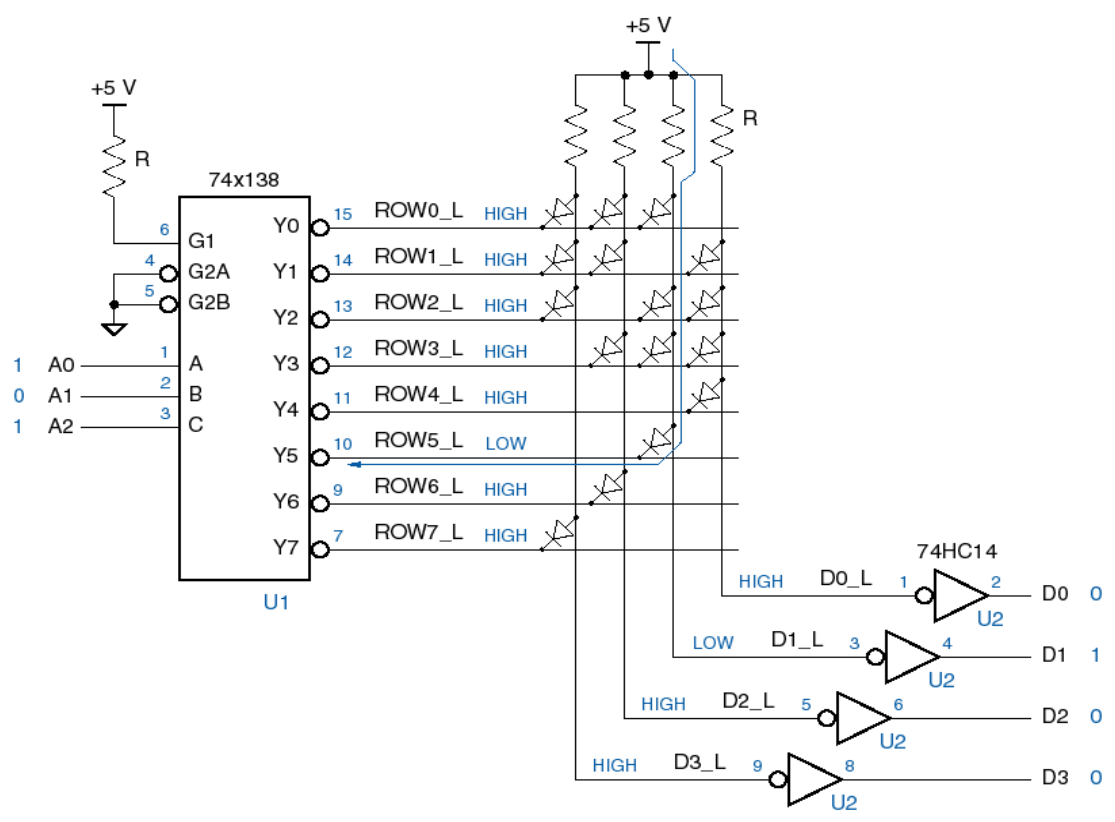 +5 V
+5 V
R
R
74x138
6 G1
4 G2A
5 G2B
1 A0 1 A
0 A1 2 B
1 A2 3 C
Y0 15 ROW0_L HIGH
Y1 14 ROW1_L HIGH
Y2 13 ROW2_L HIGH
Y3 12 ROW3_L HIGH
Y4 11 ROW4_L HIGH
Y5 10 ROW5_L LOW
Y6 9 ROW6_L HIGH
Y7 7 ROW7_L HIGH
U1
74HC14
HIGH D0_L 1 2 D0 0
U2
LOW D1_L 3 4 D1 1
U2
HIGH D2_L 5 6 D2 0
U2
HIGH D3_L 9 8 D3 0
U2